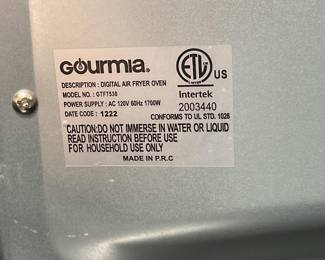 Gourmia.
DESCRIPTION : DIGITAL AIR FRYER OVEN
MODEL NO. : GTF7530
POWER SUPPLY : AC 120V 60Hz 1700W
DATE CODE : 1222
ETL US
Intertek
2003440
CONFORMS TO UL STD. 1026
CAUTION:DO NOT IMMERSE IN WATER OR LIQUID
READ INSTRUCTION BEFORE USE
FOR HOUSEHOLD USE ONLY
MADE IN P.R.C